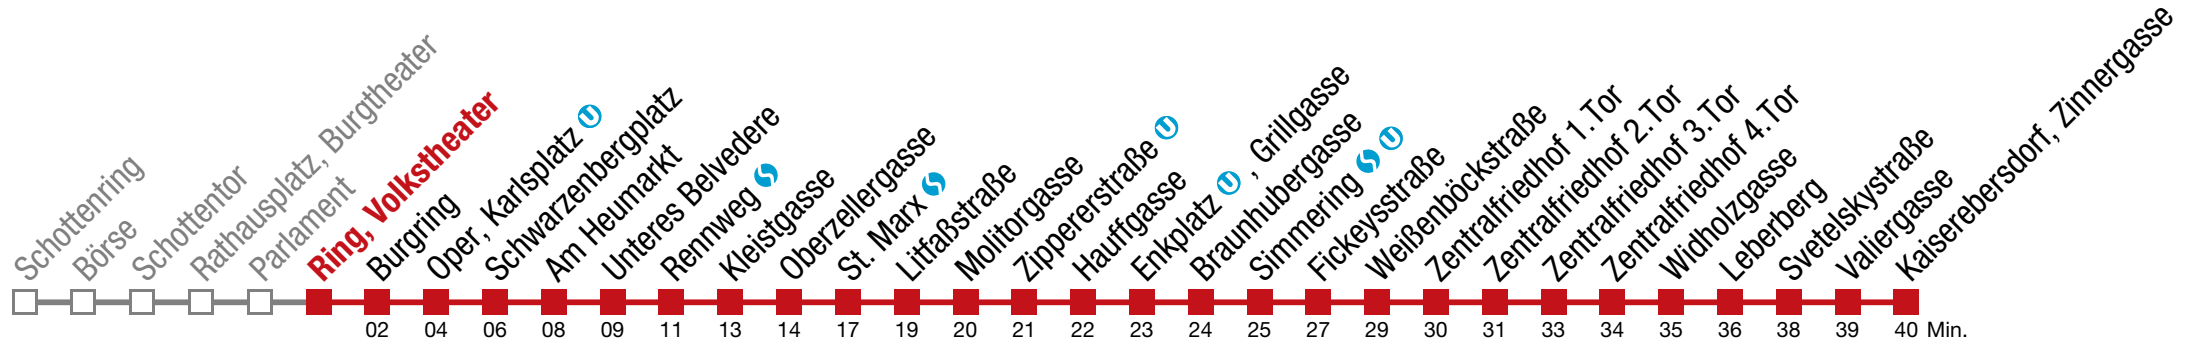 Schottenring
Börse
Schottentor
Rathausplatz, Burgtheater
Parlament
Ring, Volkstheater
Burgring
Oper, Karlsplatz U
Schwarzenbergplatz
Am Heumarkt
Unteres Belvedere
Rennweg S
Kleistgasse
Oberzellergasse
St. Marx S
Litfaßstraße
Molitorgasse
Zippererstraße U
Hauffgasse
Enkplatz U, Grillgasse
Braunhubergasse
Simmering S U
Fickeysstraße
Weißenböckstraße
Zentralfriedhof 1.Tor
Zentralfriedhof 2.Tor
Zentralfriedhof 3.Tor
Zentralfriedhof 4.Tor
Widholzgasse
Leberberg
Svetelskystraße
Valiergasse
Kaiserebersdorf, Zinnergasse
02 04 06 08 09 11 13 14 17 19 20 21 22 23 24 25 27 29 30 31 33 34 35 36 38 39 40 Min.